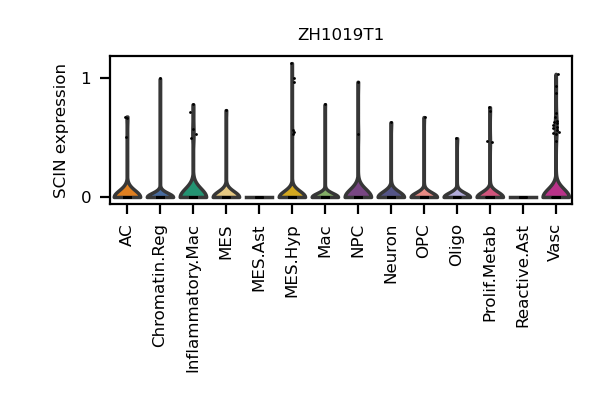 ZH1019T1
SCIN expression
1
0
AC
Chromatin.Reg
Inflammatory.Mac
MES
MES.Ast
MES.Hyp
Mac
NPC
Neuron
OPC
Oligo
Prolif.Metab
Reactive.Ast
Vasc